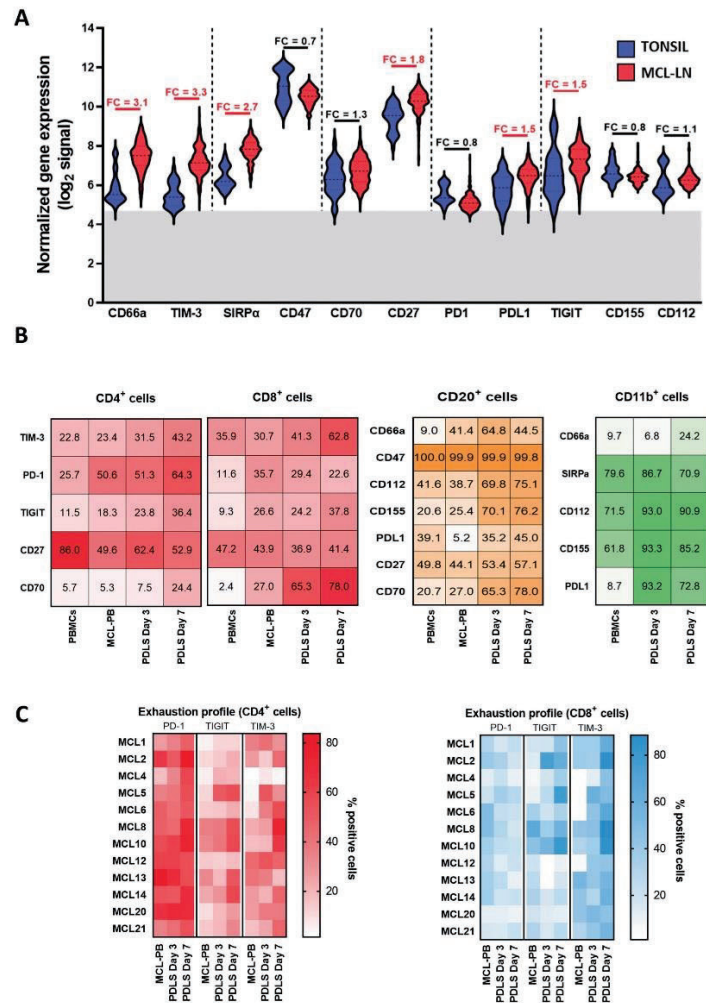 A
TONSIL
MCL-LN
FC = 3.1
FC = 3.3
FC = 2.7
FC = 0.7
FC = 1.3
FC = 1.8
FC = 0.8
FC = 1.5
FC = 1.5
FC = 0.8
FC = 1.1
Normalized gene expression
(log2 signal)
14
12
10
8
6
4
2
0
CD66a TIM-3 SIRPα CD47 CD70 CD27 PD1 PDL1 TIGIT CD155 CD112
B
CD4+ cells
TIM-3 22.8 23.4 31.5 43.2
PD-1 25.7 50.6 51.3 64.3
TIGIT 11.5 18.3 23.8 36.4
CD27 86.0 49.6 62.4 52.9
CD70 5.7 5.3 7.5 24.4
PBMCs MCL-PB PDLS Day 3 PDLS Day 7
CD8+ cells
35.9 30.7 41.3 62.8
11.6 35.7 29.4 22.6
9.3 26.6 24.2 37.8
47.2 43.9 36.9 41.4
2.4 27.0 65.3 78.0
PBMCs MCL-PB PDLS Day 3 PDLS Day 7
CD20+ cells
CD66a 9.0 41.4 64.8 44.5
CD47 100.0 99.9 99.9 99.8
CD112 41.6 38.7 69.8 75.1
CD155 20.6 25.4 70.1 76.2
PDL1 39.1 5.2 35.2 45.0
CD27 49.8 44.1 53.4 57.1
CD70 20.7 27.0 65.3 78.0
PBMCs MCL-PB PDLS Day 3 PDLS Day 7
CD11b+ cells
CD66a 9.7 6.8 24.2
SIRPa 79.6 86.7 70.9
CD112 71.5 93.0 90.9
CD155 61.8 93.3 85.2
PDL1 8.7 93.2 72.8
PBMCs PDLS Day 3 PDLS Day 7
C
Exhaustion profile (CD4+ cells)
PD-1 TIGIT TIM-3
MCL1
MCL2
MCL4
MCL5
MCL6
MCL8
MCL10
MCL12
MCL13
MCL14
MCL20
MCL21
MCL-PB PDLS Day 3 PDLS Day 7 MCL-PB PDLS Day 3 PDLS Day 7 MCL-PB PDLS Day 3 PDLS Day 7
80
60
40
20
% positive cells
Exhaustion profile (CD8+ cells)
PD-1 TIGIT TIM-3
MCL1
MCL2
MCL4
MCL5
MCL6
MCL8
MCL10
MCL12
MCL13
MCL14
MCL20
MCL21
MCL-PB PDLS Day 3 PDLS Day 7 MCL-PB PDLS Day 3 PDLS Day 7 MCL-PB PDLS Day 3 PDLS Day 7
80
60
40
20
% positive cells